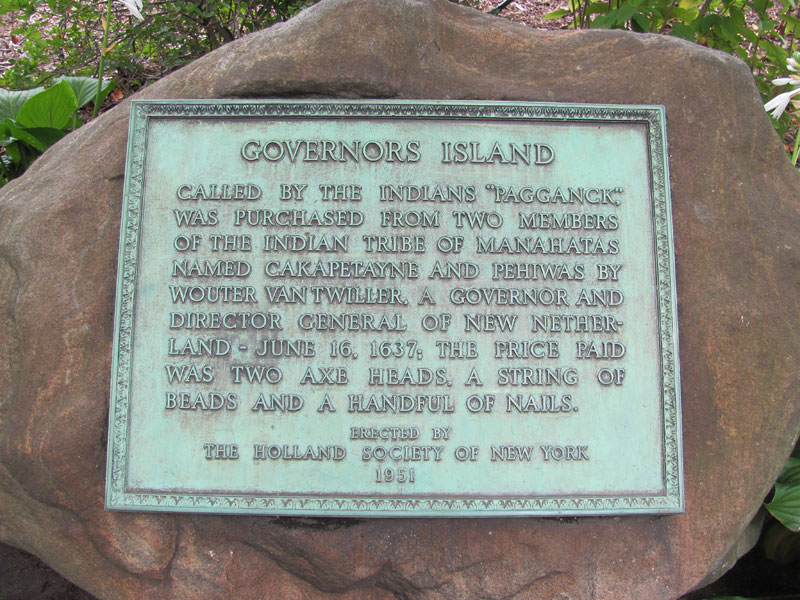 GOVERNORS ISLAND
CALLED BY THE INDIANS "PAGGANCK",
WAS PURCHASED FROM TWO MEMBERS
OF THE INDIAN TRIBE OF MANAHATAS
NAMED CAKAPETAYNE AND PEHIWAS BY
WOUTER VAN TWILLER, A GOVERNOR AND
DIRECTOR GENERAL OF NEW NETHER-
LAND - JUNE 16, 1637; THE PRICE PAID
WAS TWO AXE HEADS, A STRING OF
BEADS AND A HANDFUL OF NAILS.
ERECTED BY
THE HOLLAND SOCIETY OF NEW YORK
1951